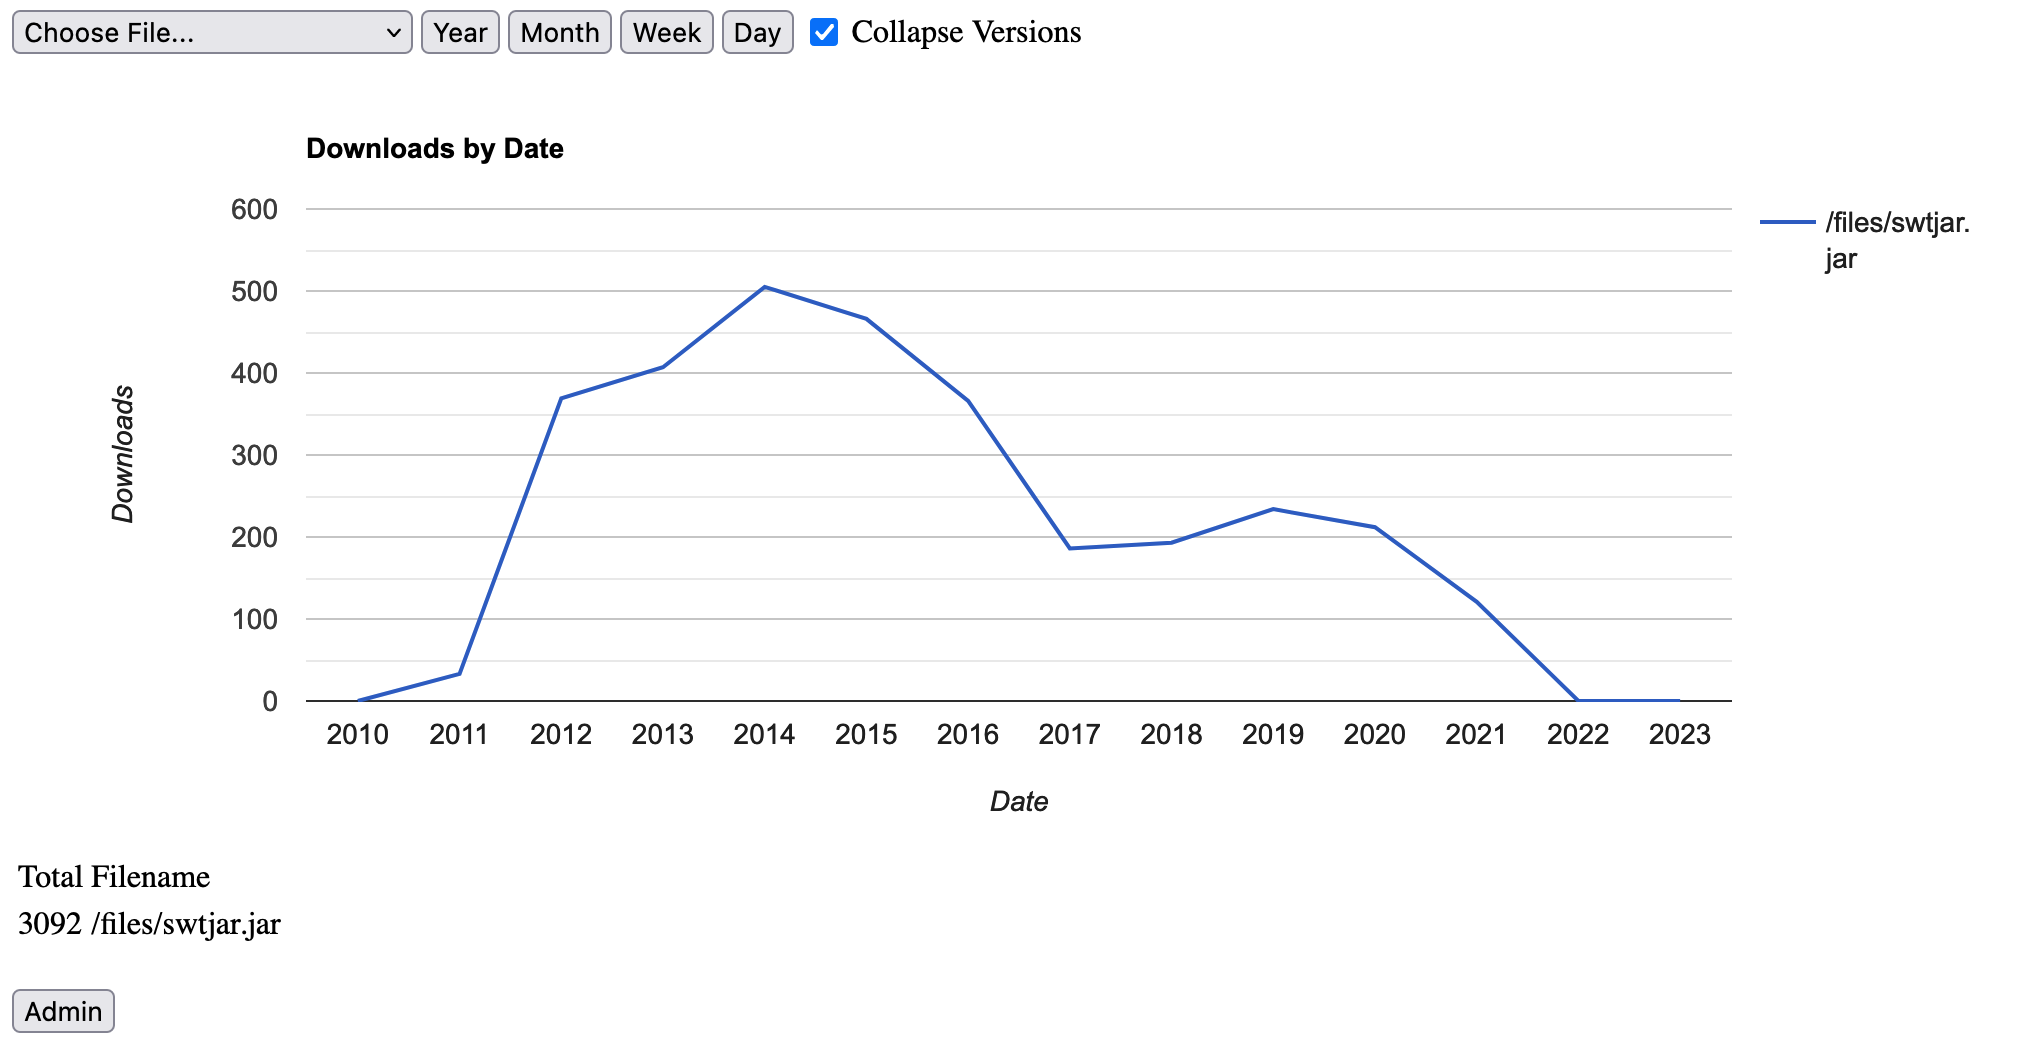 Choose File... Year Month Week Day Collapse Versions
Downloads by Date
600
500
400
300
200
100
0
Downloads
/files/swtjar.
jar
2010 2011 2012 2013 2014 2015 2016 2017 2018 2019 2020 2021 2022 2023
Date
Total Filename
3092 /files/swtjar.jar
Admin